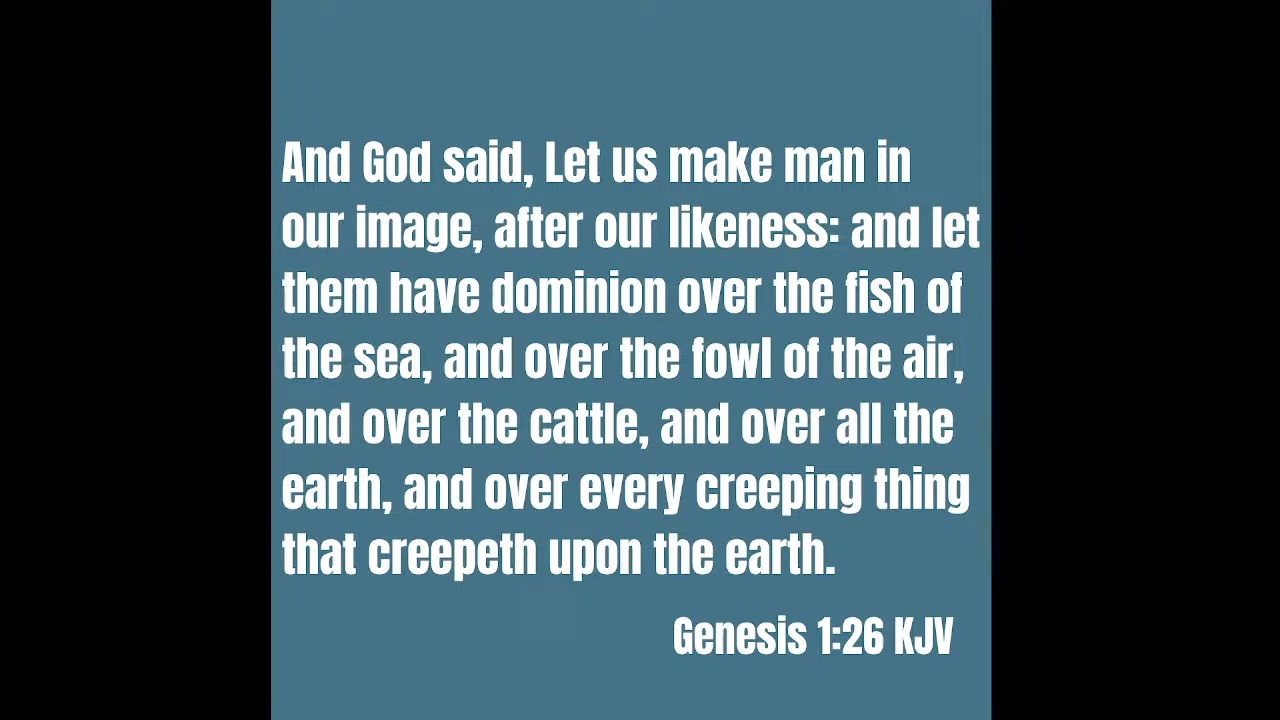 And God said, Let us make man in
our image, after our likeness: and let
them have dominion over the fish of
the sea, and over the fowl of the air,
and over the cattle, and over all the
earth, and over every creeping thing
that creepeth upon the earth.
Genesis 1:26 KJV